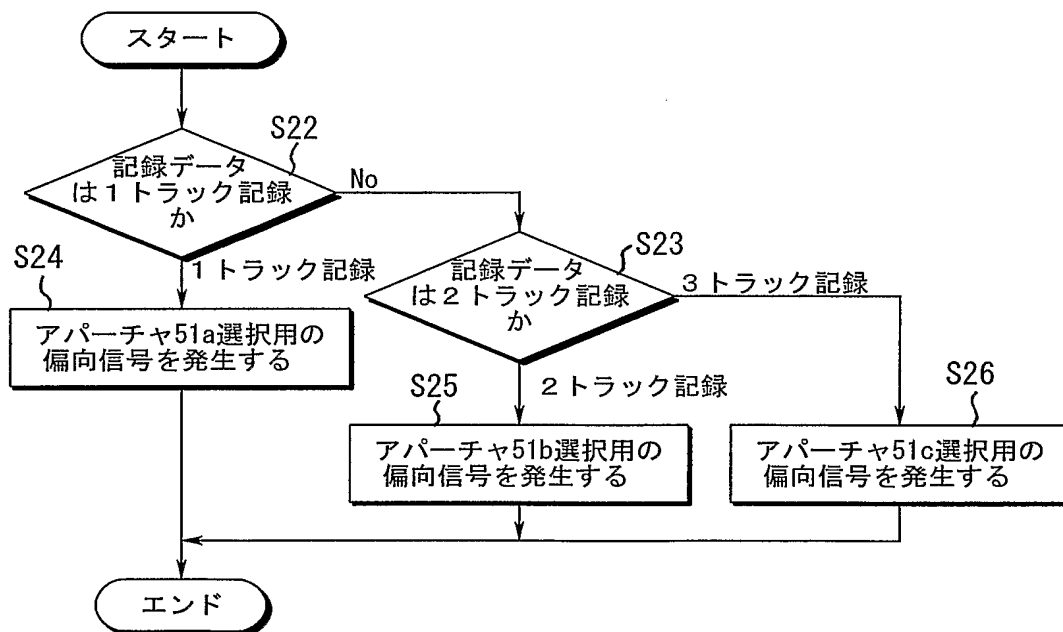 スタート
S22
記録データ
は1トラック記録
か
No
S24
1トラック記録
S23
記録データ
は2トラック記録
か
3トラック記録
アパーチャ51a選択用の
偏向信号を発生する
S25
2トラック記録
S26
アパーチャ51b選択用の
偏向信号を発生する
アパーチャ51c選択用の
偏向信号を発生する
エンド